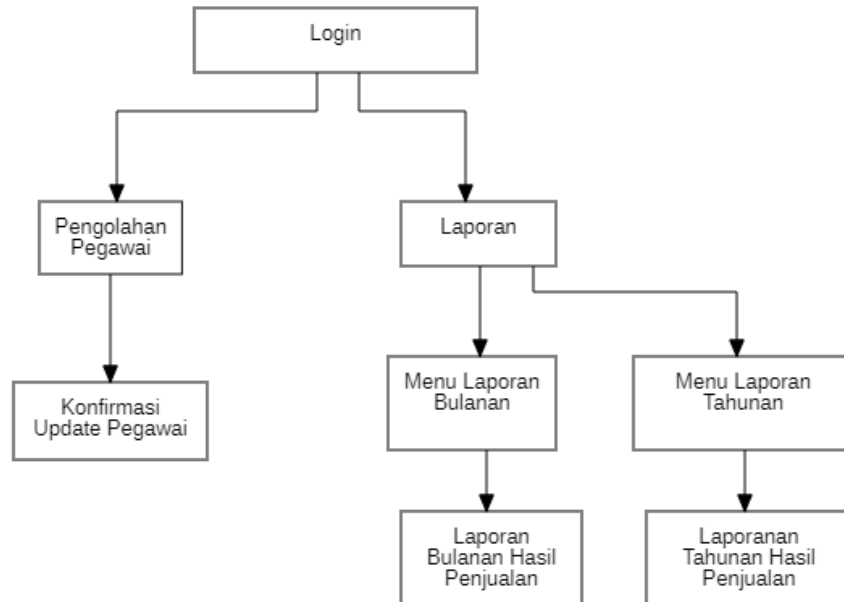 Login
Pengolahan
Pegawai
Laporan
Konfirmasi
Update Pegawai
Menu Laporan
Bulanan
Menu Laporan
Tahunan
Laporan
Bulanan Hasil
Penjualan
Laporanan
Tahunan Hasil
Penjualan